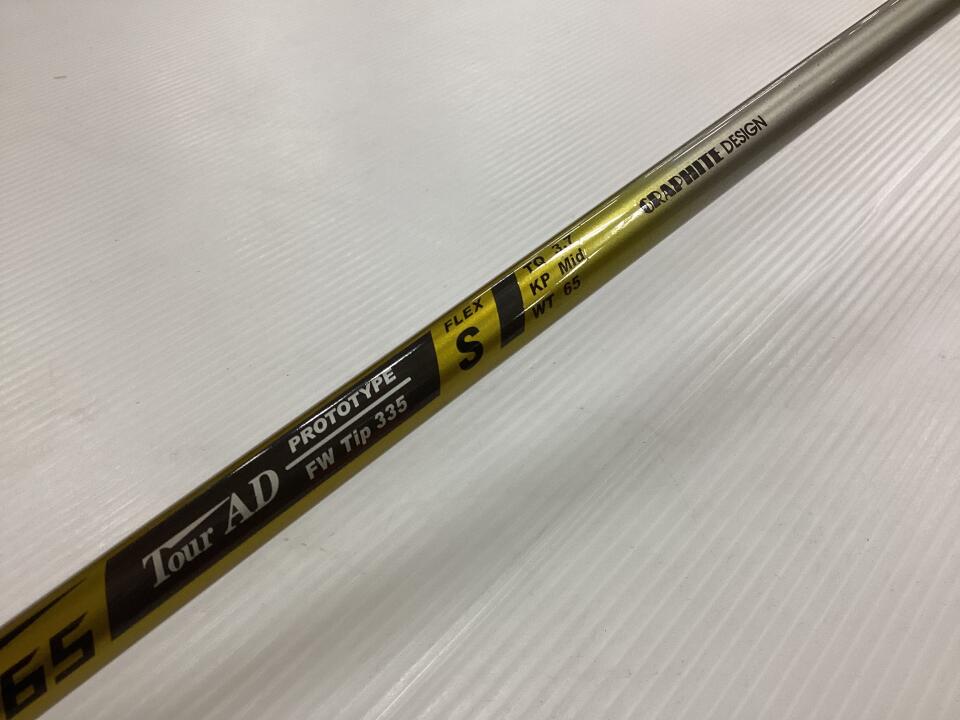 65
Tour AD
PROTOTYPE
FW Tip 335
FLEX
S
TQ 3.7
KP Mid
WT 65
GRAPHITE DESIGN